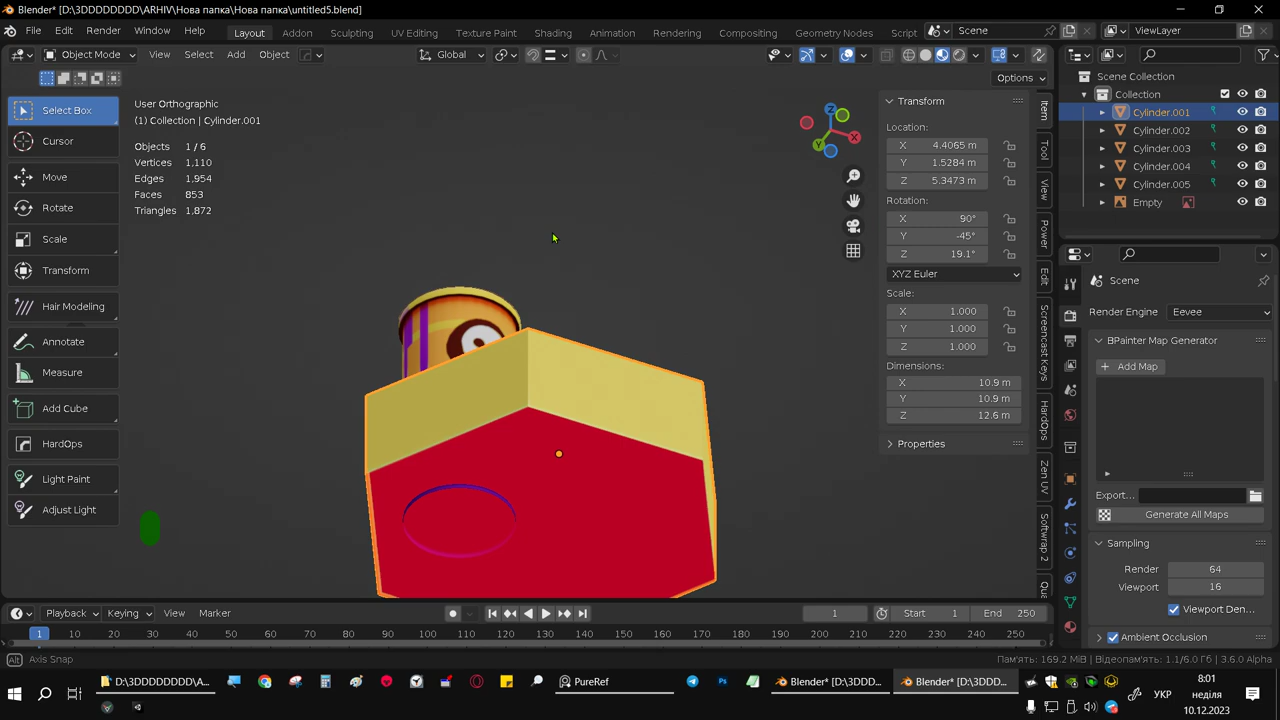 Blender* [D:\3DDDDDDDD\ARHIV\Нова папка\Нова папка\untitled5.blend]
File Edit Render Window Help Layout Addon Sculpting UV Editing Texture Paint Shading Animation Rendering Compositing Geometry Nodes Script Scene ViewLayer
Object Mode View Select Add Object Global
Options
Select Box
Cursor
Move
Rotate
Scale
Transform
Hair Modeling
Annotate
Measure
Add Cube
HardOps
Light Paint
Adjust Light
User Orthographic
(1) Collection | Cylinder.001
Objects 1 / 6
Vertices 1,110
Edges 1,954
Faces 853
Triangles 1,872
X
Y
Z
Transform
Location:
X 4.4065 m
Y 1.5284 m
Z 5.3473 m
Rotation:
X 90°
Y -45°
Z 19.1°
XYZ Euler
Scale:
X 1.000
Y 1.000
Z 1.000
Dimensions:
X 10.9 m
Y 10.9 m
Z 12.6 m
Properties
Item
Tool
View
Power
Edit
Screencast Keys
HardOps
Zen UV
Softwrap 2
Qua
Scene Collection
Collection
Cylinder.001
Cylinder.002
Cylinder.003
Cylinder.004
Cylinder.005
Empty
Scene
Render Engine Eevee
BPainter Map Generator
Add Map
Export...
Generate All Maps
Sampling
Render 64
Viewport 16
Viewport Den...
Ambient Occlusion
Playback Keying View Marker 1 Start 1 End 250
1 10 20 30 40 50 60 70 80 90 100 110 120 130 140 150 160 170 180 190 200 210 220 230 240 250
Alt Axis Snap Пам'ять: 169.2 MiB | Відеопам'ять: 1.1/6.0 Гб | 3.6.0 Alpha
D:\3DDDDDDDD\A... PureRef Blender* [D:\3DDD... Blender* [D:\3DDD... УКР
8:01
неділя
10.12.2023